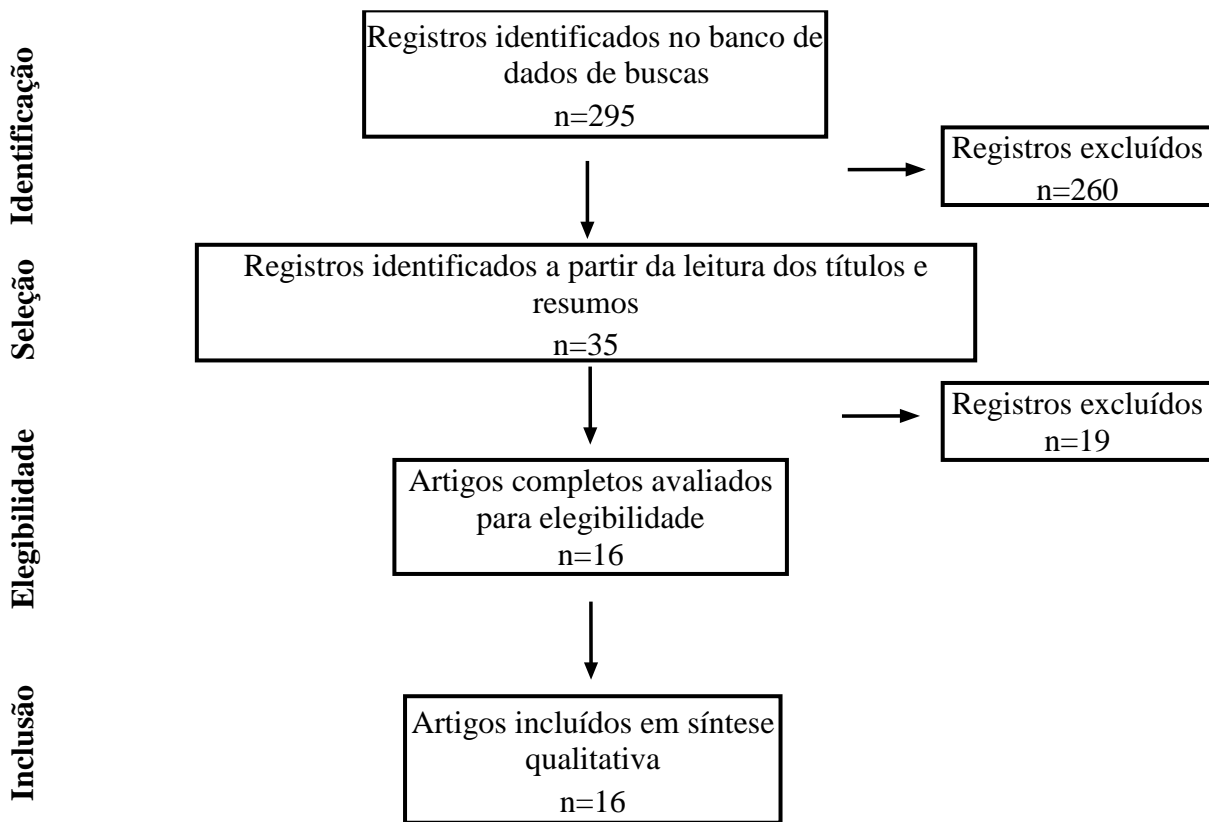 Identificação
Registros identificados no banco de
dados de buscas
n=295
Registros excluídos
n=260
Seleção
Registros identificados a partir da leitura dos títulos e
resumos
n=35
Registros excluídos
n=19
Elegibilidade
Artigos completos avaliados
para elegibilidade
n=16
Inclusão
Artigos incluídos em síntese
qualitativa
n=16